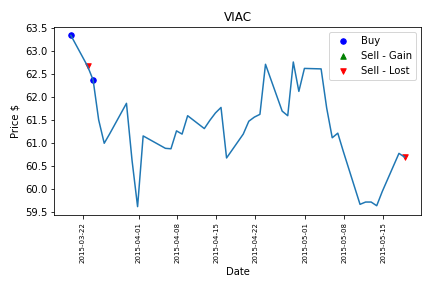 VIAC
Buy
Sell - Gain
Sell - Lost
Price $
63.5
63.0
62.5
62.0
61.5
61.0
60.5
60.0
59.5
2015-03-22
2015-04-01
2015-04-08
2015-04-15
2015-04-22
2015-05-01
2015-05-08
2015-05-15
Date